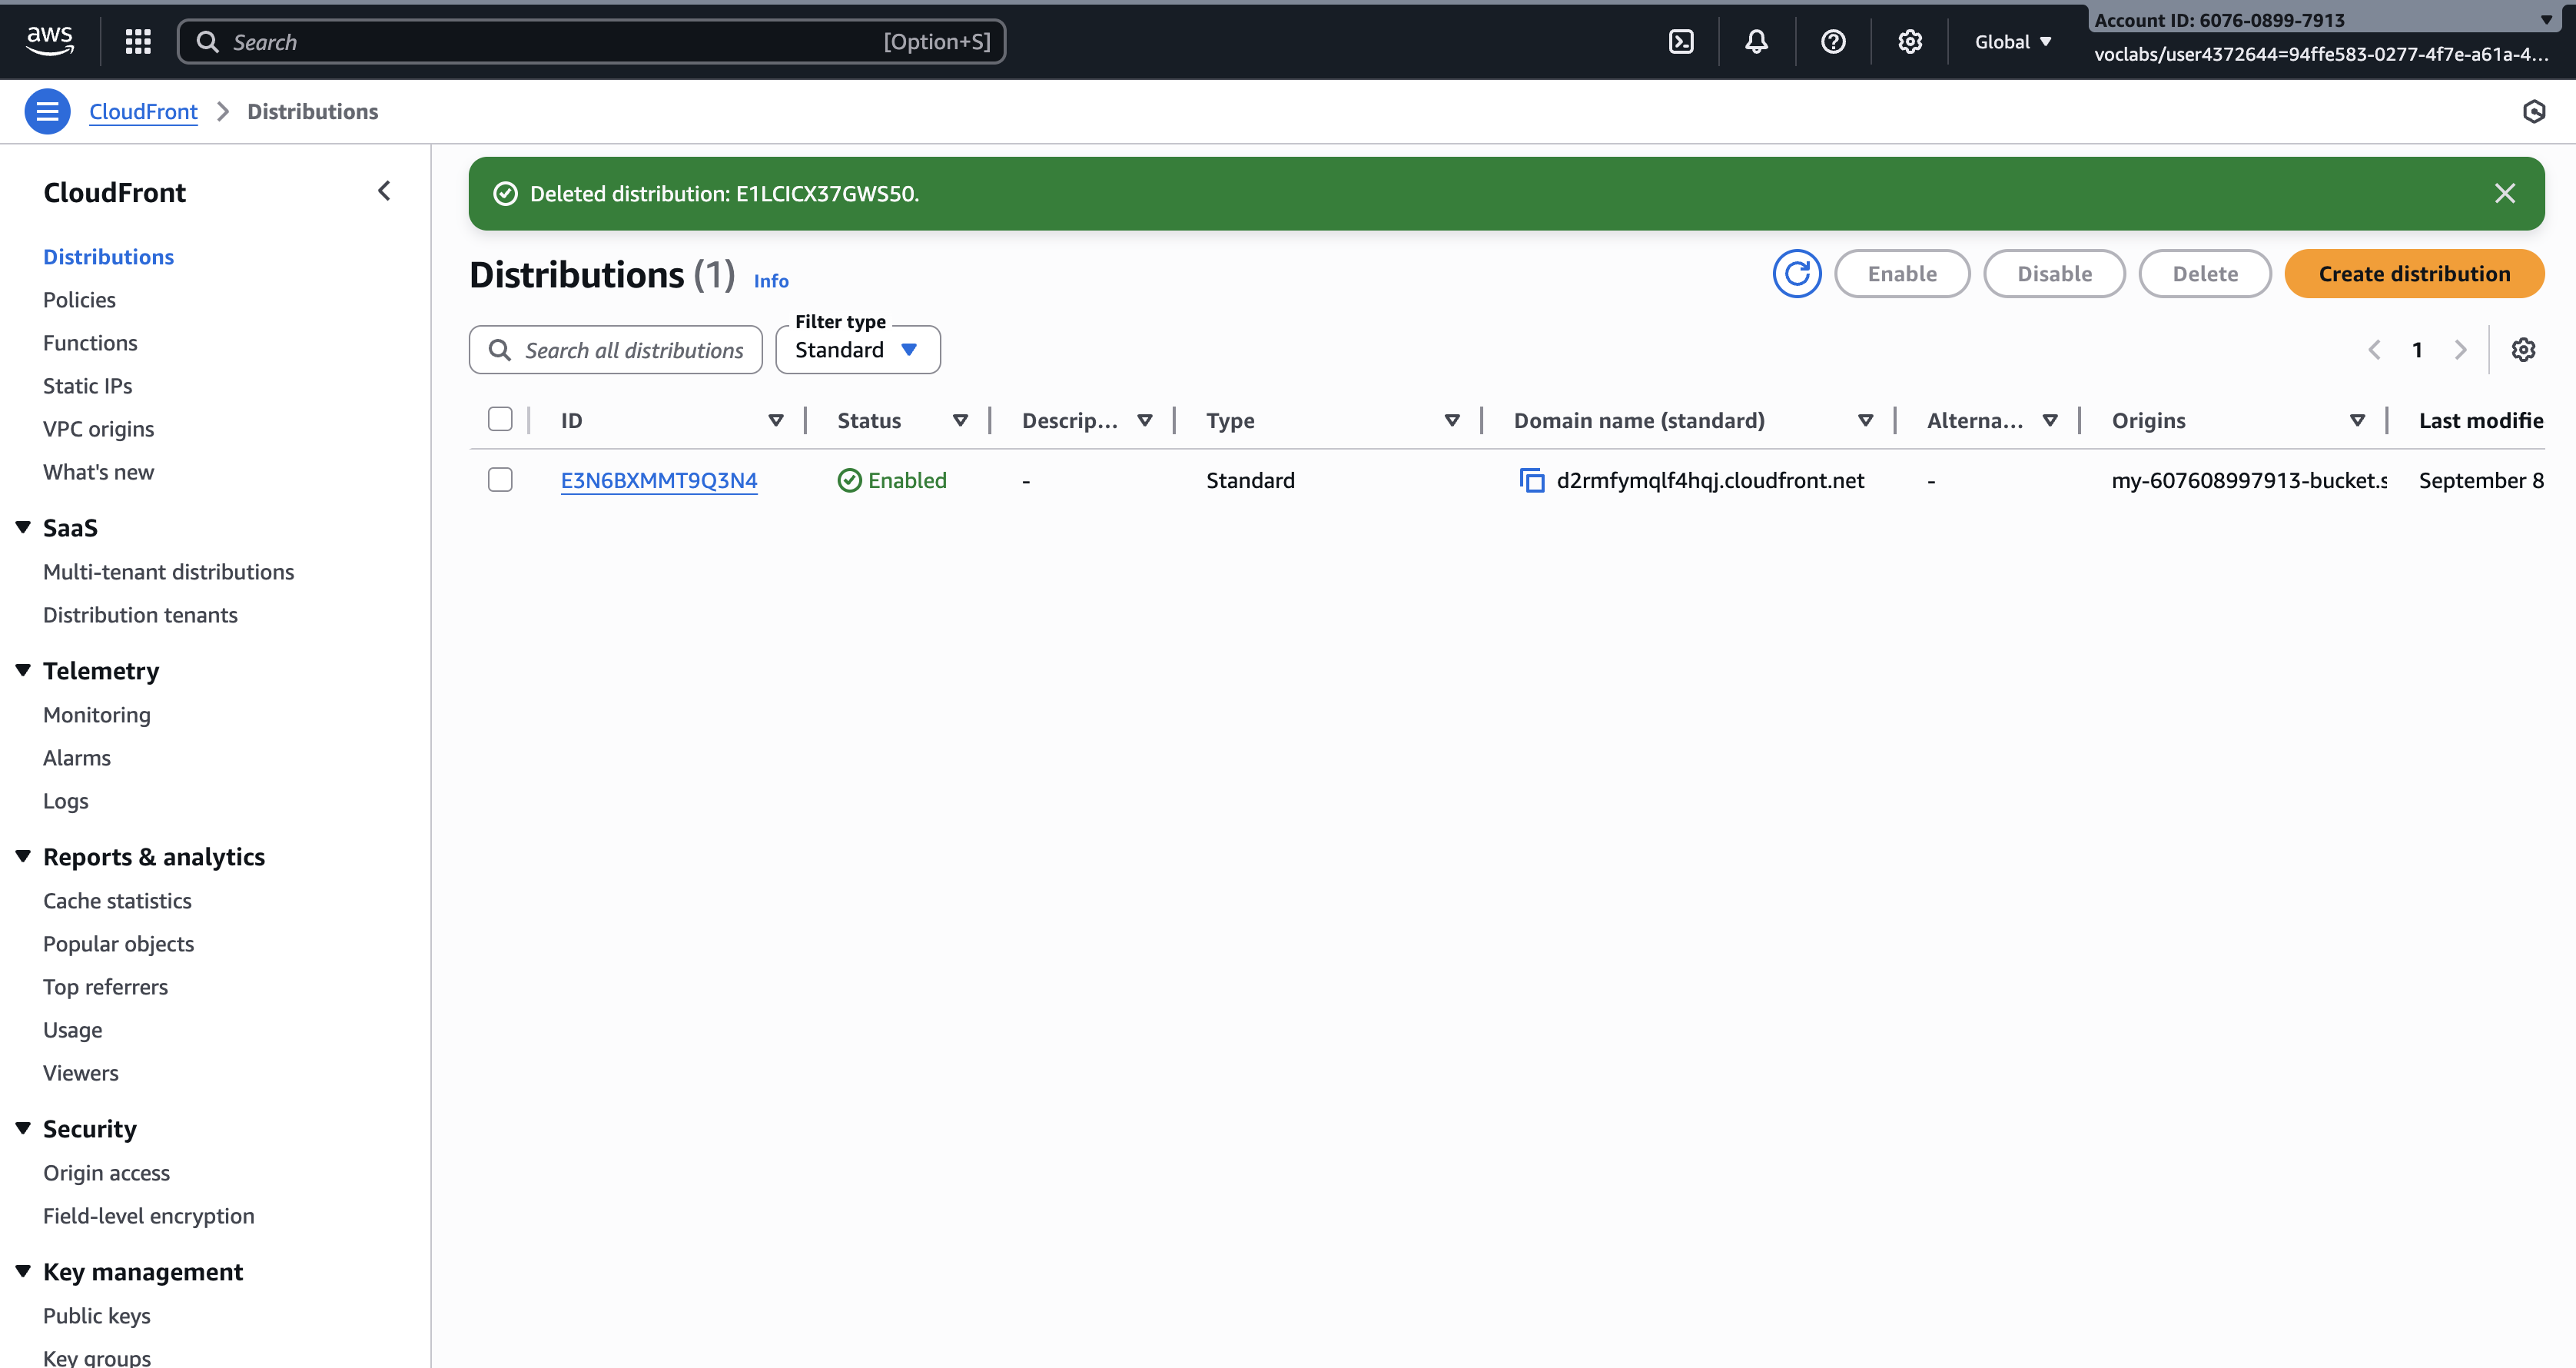 aws
Search
[Option+S]
Global
Account ID: 6076-0899-7913
voclabs/user4372644=94ffe583-0277-4f7e-a61a-4...
CloudFront
Distributions
CloudFront
Deleted distribution: E1LCICX37GWS50.
Distributions
Policies
Functions
Static IPs
VPC origins
What's new
SaaS
Multi-tenant distributions
Distribution tenants
Telemetry
Monitoring
Alarms
Logs
Reports & analytics
Cache statistics
Popular objects
Top referrers
Usage
Viewers
Security
Origin access
Field-level encryption
Key management
Public keys
Key groups
Distributions (1) Info
Enable
Disable
Delete
Create distribution
Search all distributions
Filter type
Standard
1
ID Status Descrip... Type Domain name (standard) Alterna... Origins Last modifie
E3N6BXMMT9Q3N4 Enabled - Standard d2rmfymqlf4hqj.cloudfront.net - my-607608997913-bucket.s September 8